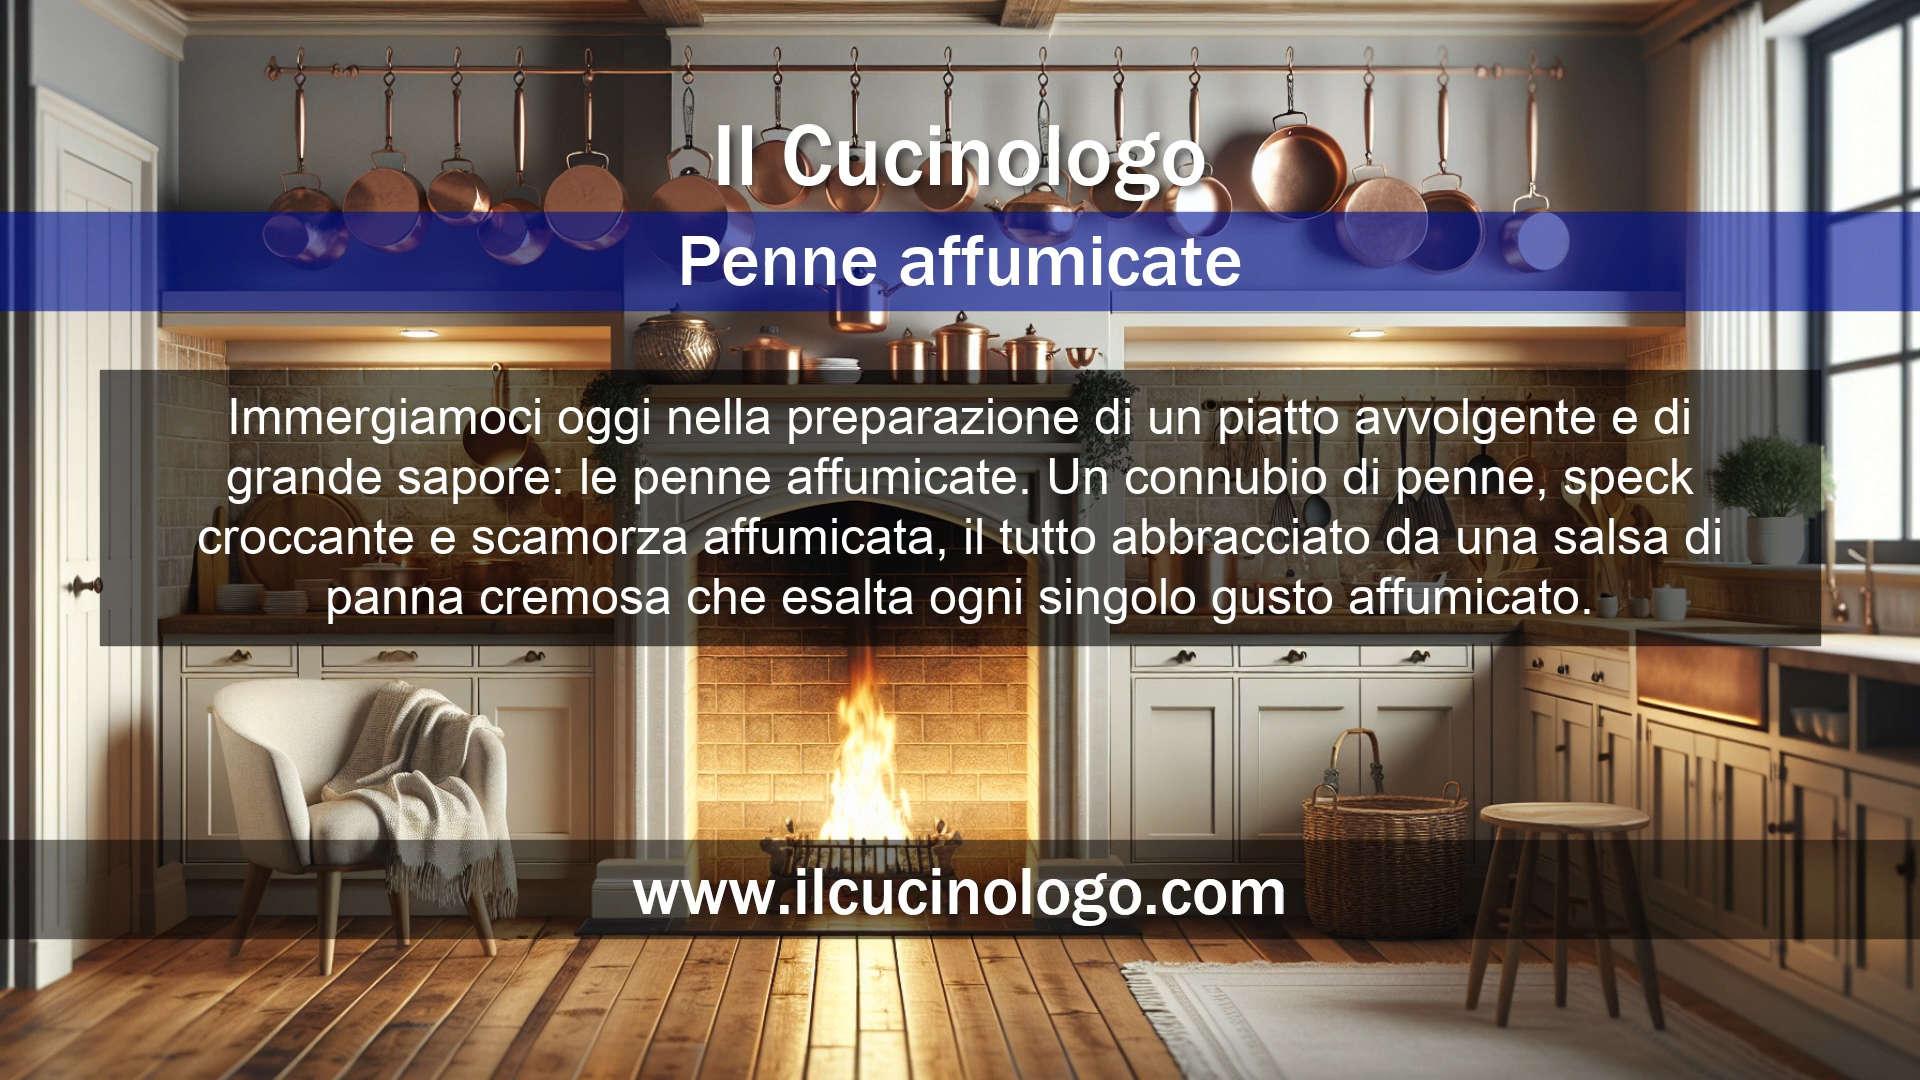 Il Cucinologo
Penne affumicate
Immergiamoci oggi nella preparazione di un piatto avvolgente e di
grande sapore: le penne affumicate. Un connubio di penne, speck
croccante e scamorza affumicata, il tutto abbracciato da una salsa di
panna cremosa che esalta ogni singolo gusto affumicato.
www.ilcucinologo.com